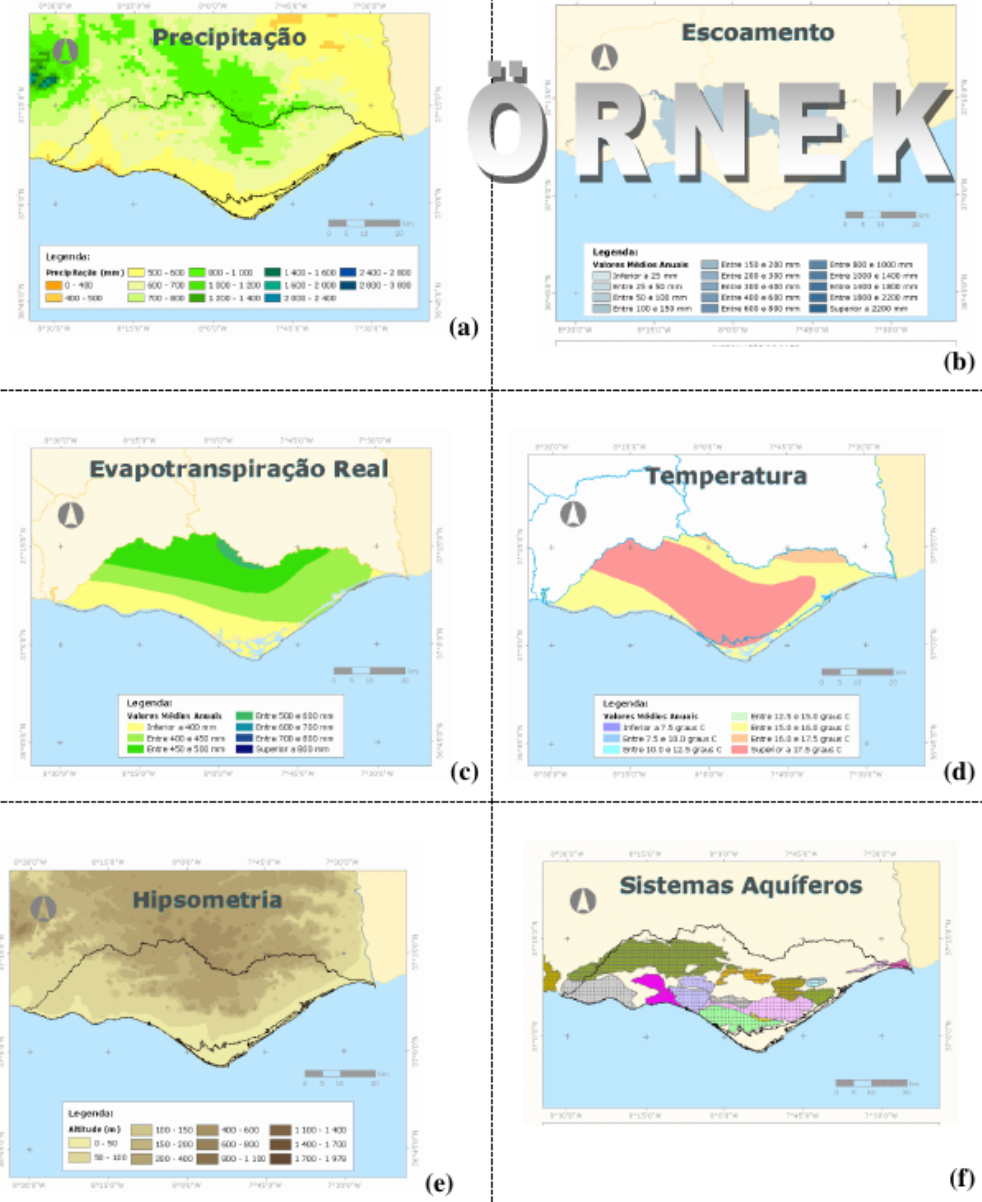 Precipitação
Legenda:
Precipitação (mm)
0 - 400
400 - 500
500 - 600
600 - 700
700 - 800
800 - 1 000
1 000 - 1 200
1 200 - 1 400
1 400 - 1 600
1 600 - 2 000
2 000 - 2 400
2 400 - 2 800
(a)
Escoamento
ÖRNEK
Legenda:
Valores Médios Anuais
Inferior a 25 mm
Entre 25 e 50 mm
Entre 50 e 100 mm
Entre 100 e 150 mm
Entre 150 e 200 mm
Entre 200 e 300 mm
Entre 300 e 400 mm
Entre 400 e 600 mm
Entre 600 e 800 mm
Entre 800 e 1000 mm
Entre 1000 e 1400 mm
Entre 1400 e 1800 mm
Entre 1800 e 2200 mm
Superior a 2200 mm
(b)
Evapotranspiração Real
Legenda:
Valores Médios Anuais
Inferior a 400 mm
Entre 400 e 450 mm
Entre 450 e 500 mm
Entre 500 e 600 mm
Entre 600 e 700 mm
Entre 700 e 800 mm
Superior a 800 mm
(c)
Temperatura
Legenda:
Valores Médios Anuais
Inferior a 7.5 graus C
Entre 7.5 e 10.0 graus C
Entre 10.0 e 12.5 graus C
Entre 12.5 e 15.0 graus C
Entre 15.0 e 16.0 graus C
Entre 16.0 e 17.5 graus C
Superior a 17.5 graus C
(d)
Hipsometria
Legenda:
Altitude (m)
0 - 50
50 - 100
100 - 150
150 - 200
200 - 400
400 - 600
600 - 800
800 - 1 100
1 100 - 1 400
1 400 - 1 700
1 700 - 1 978
(e)
Sistemas Aquíferos
(f)